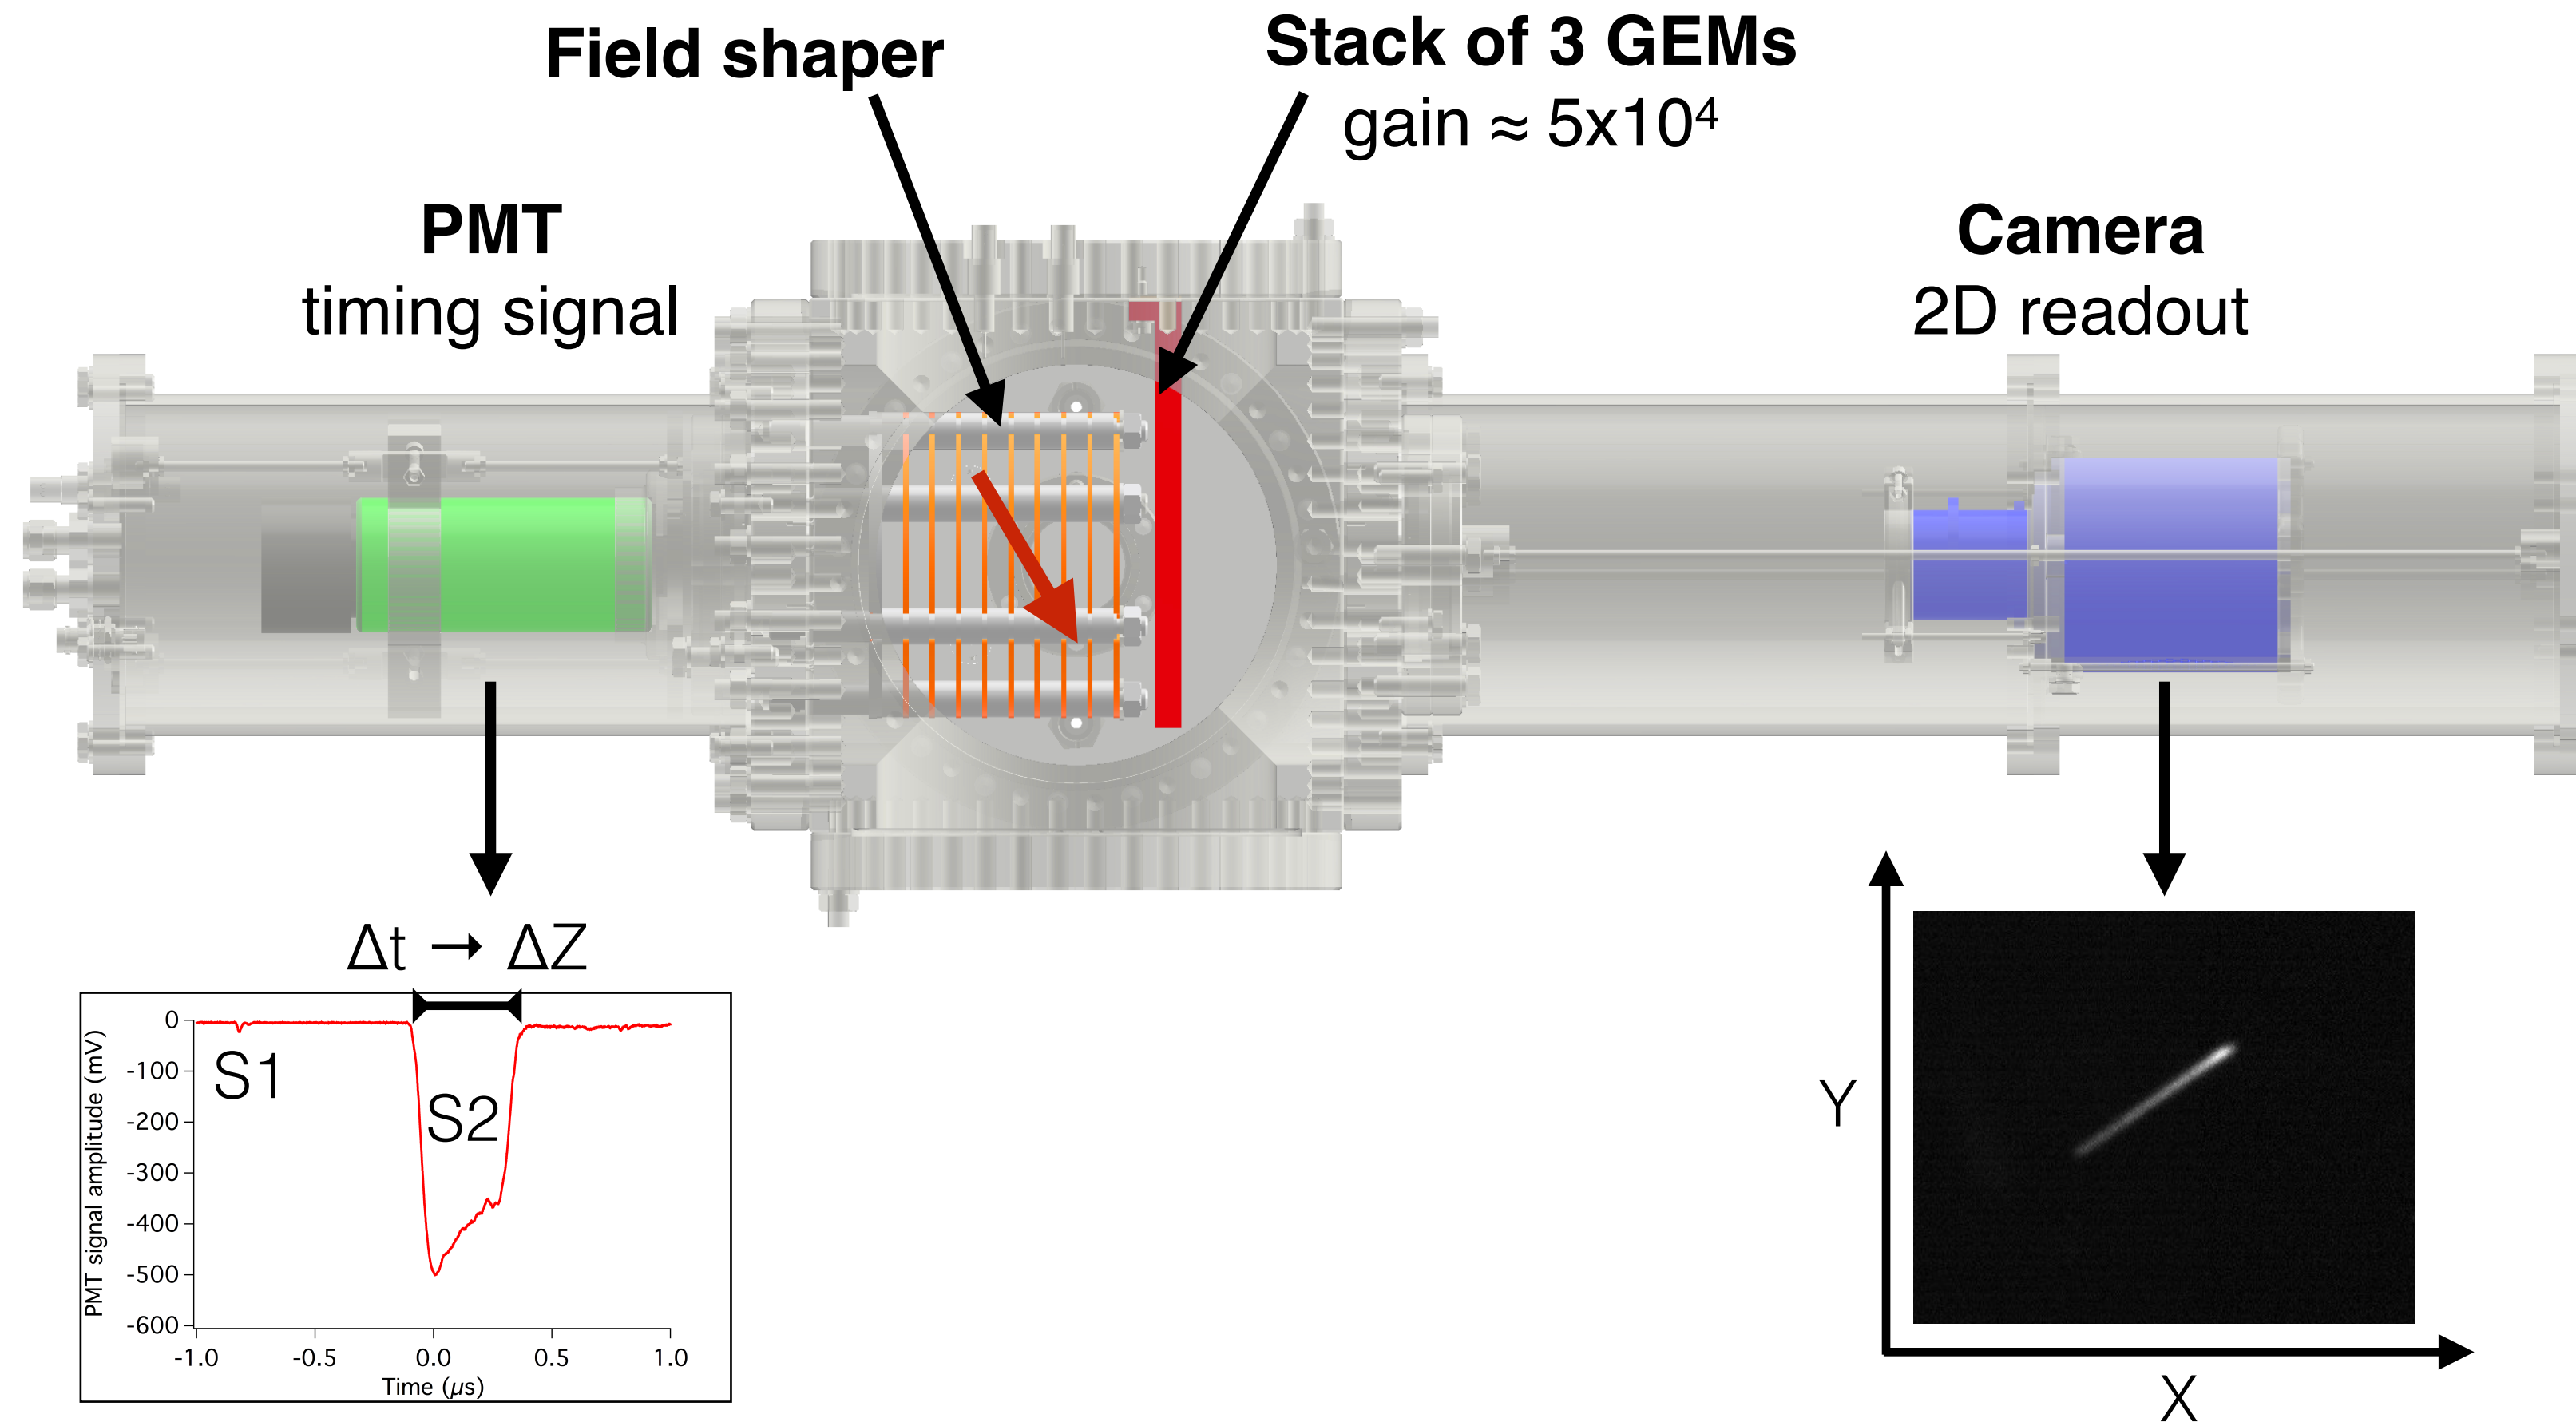 Field shaper
Stack of 3 GEMs
gain ≈ 5x10⁴
PMT
timing signal
Camera
2D readout
Δt → ΔZ
PMT signal amplitude (mV)
0
-100
-200
-300
-400
-500
-600
S1
S2
-1.0 -0.5 0.0 0.5 1.0
Time (µs)
Y
X